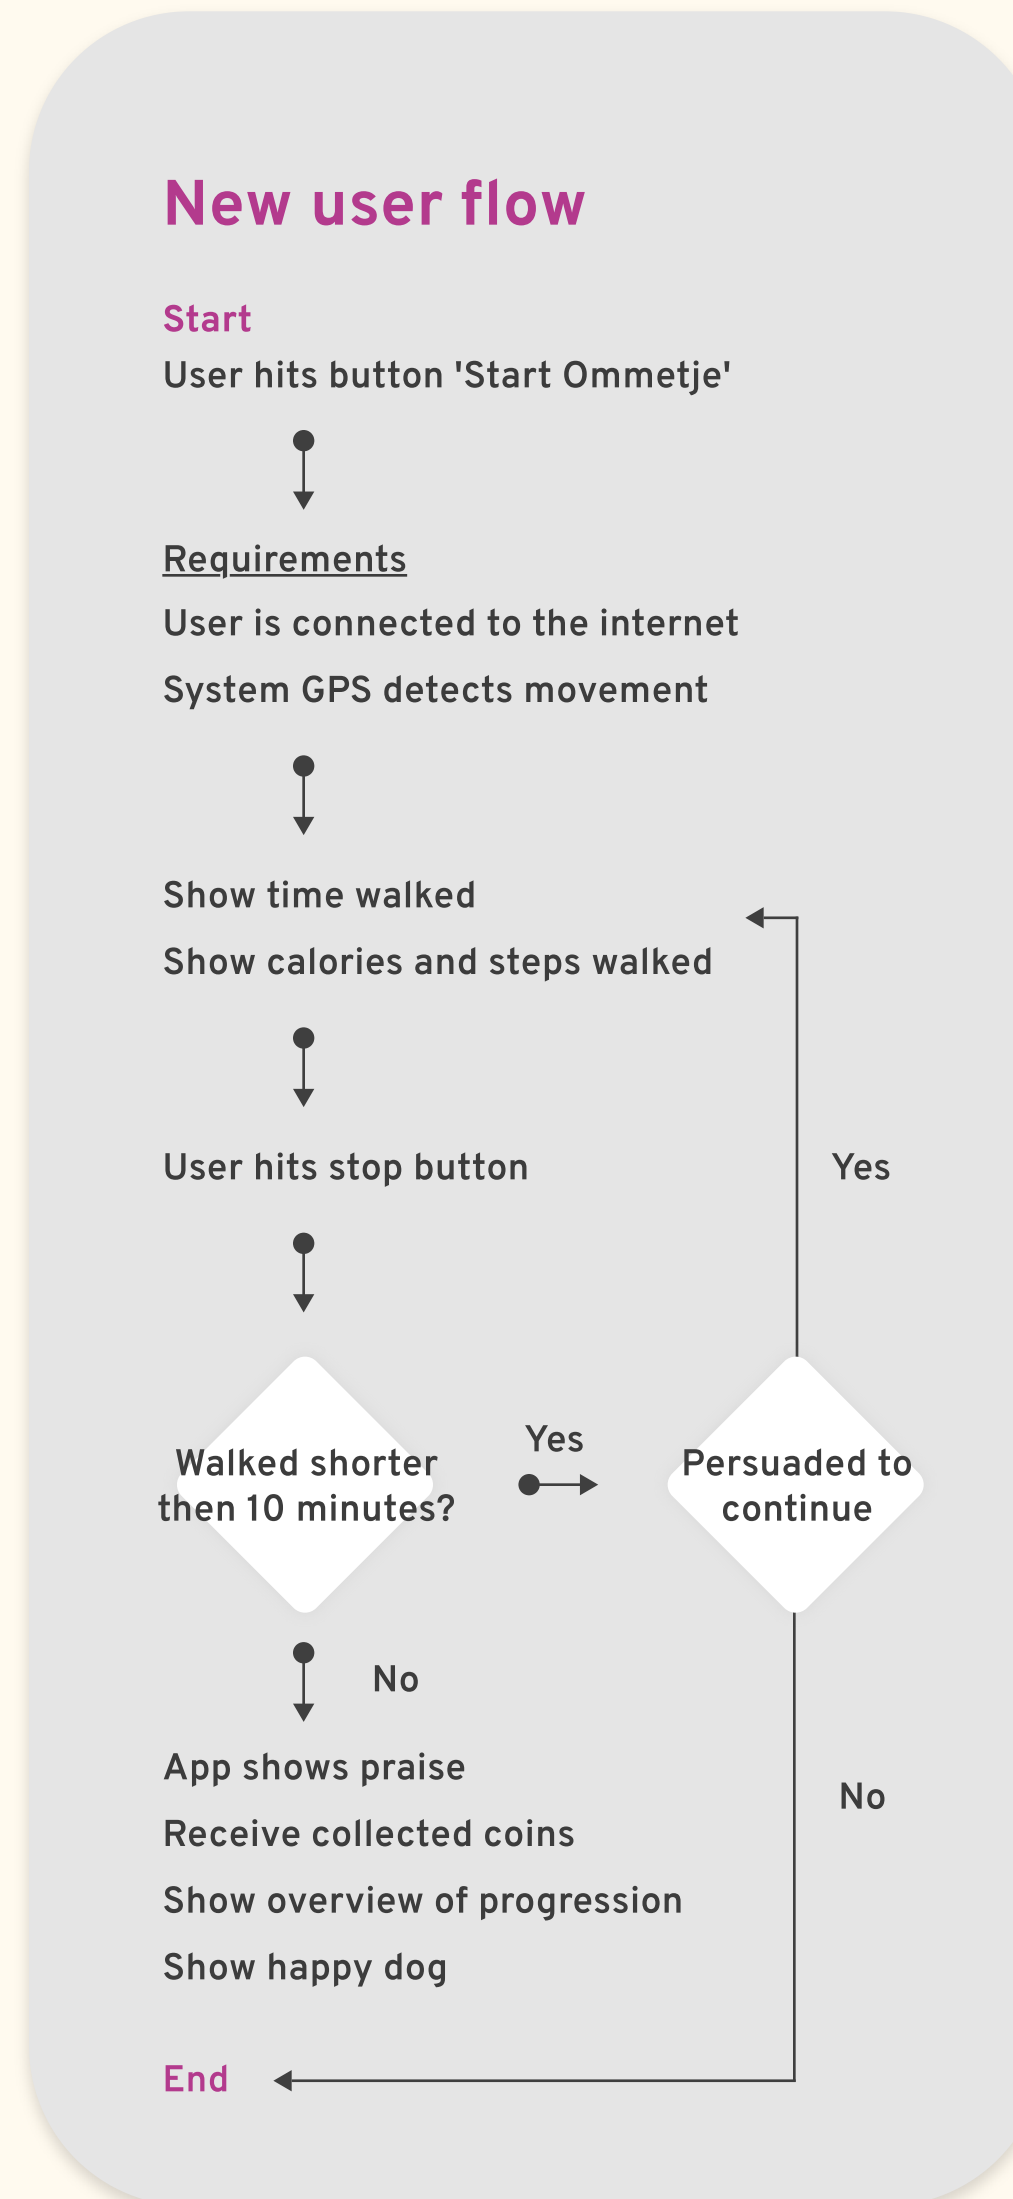 New user flow
Start
User hits button 'Start Ommetje'
Requirements
User is connected to the internet
System GPS detects movement
Show time walked
Show calories and steps walked
User hits stop button
Yes
Walked shorter
then 10 minutes?
Yes
Persuaded to
continue
No
App shows praise
No
Receive collected coins
Show overview of progression
Show happy dog
End